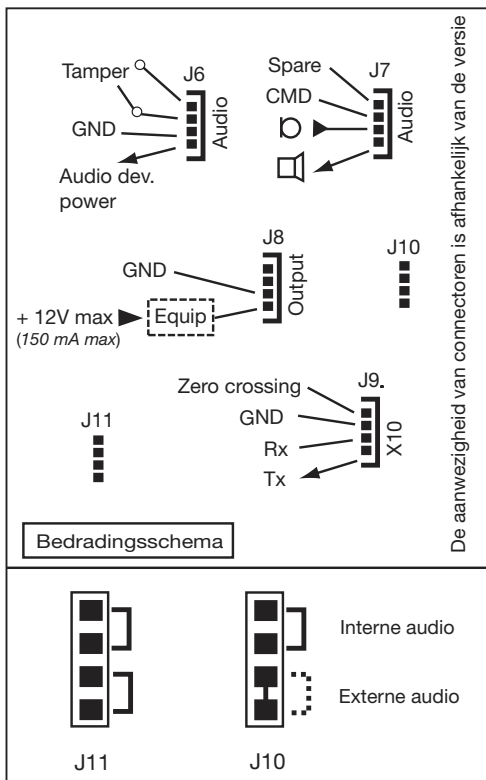 J6
Tamper
GND
Audio dev.
power
Audio
J7
Spare
CMD
Audio
J8
GND
+ 12V max
(150 mA max)
Equip
Output
J10
J9.
Zero crossing
GND
Rx
Tx
X10
J11
Bedradingsschema
De aanwezigheid van connectoren is afhankelijk van de versie
Interne audio
Externe audio
J11
J10